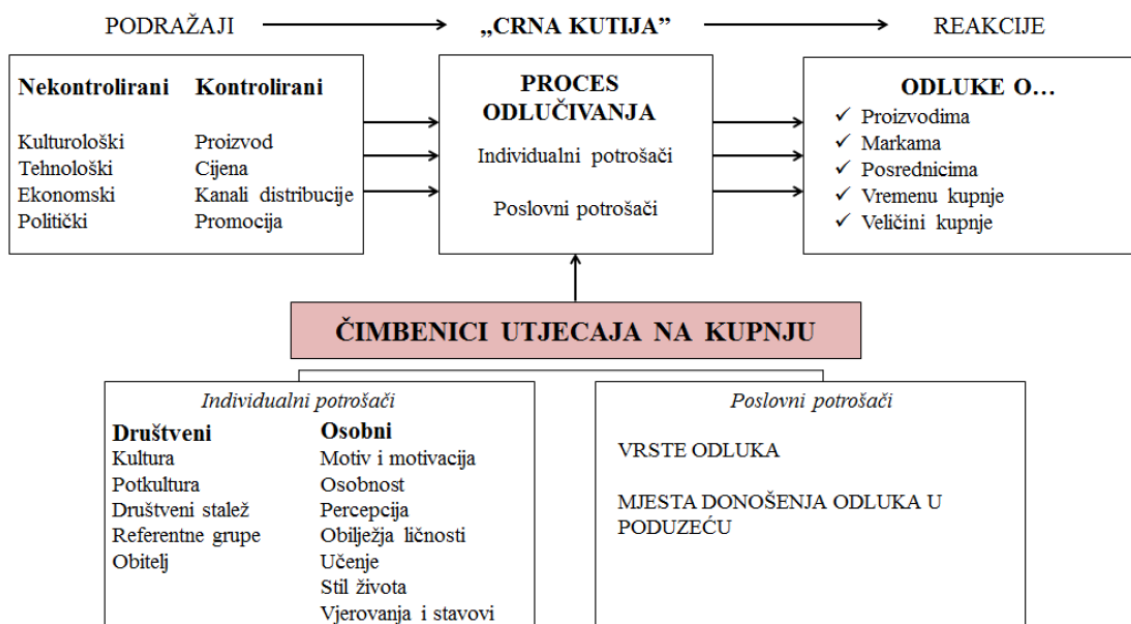 PODRAŽAJI
„CRNA KUTIJA”
REAKCIJE
Nekontrolirani
Kulturološki
Tehnološki
Ekonomski
Politički
Kontrolirani
Proizvod
Cijena
Kanali distribucije
Promocija
PROCES
ODLUČIVANJA
Individualni potrošači
Poslovni potrošači
ODLUKE O…
✓ Proizvodima
✓ Markama
✓ Posrednicima
✓ Vremenu kupnje
✓ Veličini kupnje
ČIMBENICI UTJECAJA NA KUPNJU
Individualni potrošači
Društveni
Kultura
Potkultura
Društveni stalež
Referentne grupe
Obitelj
Osobni
Motiv i motivacija
Osobnost
Percepcija
Obilježja ličnosti
Učenje
Stil života
Vjerovanja i stavovi
Poslovni potrošači
VRSTE ODLUKA
MJESTA DONOŠENJA ODLUKA U
PODUZEĆU